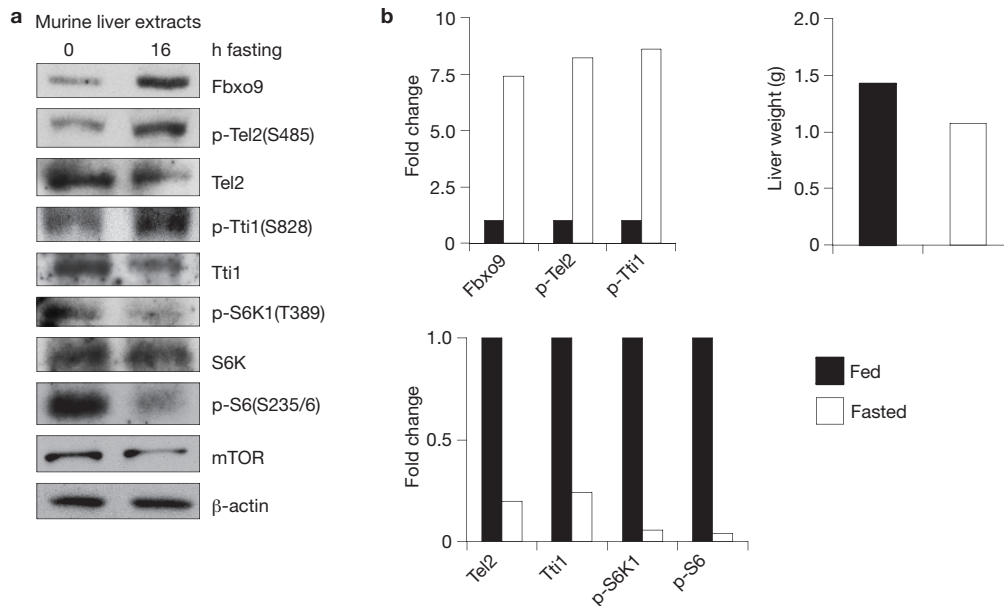 a
Murine liver extracts
0 16 h fasting
Fbxo9
p-Tel2(S485)
Tel2
p-Tti1(S828)
Tti1
p-S6K1(T389)
S6K
p-S6(S235/6)
mTOR
β-actin
b
Fold change
10
7.5
5.0
2.5
0
Fbxo9
p-Tel2
p-Tti1
Liver weight (g)
2.0
1.5
1.0
0.5
0
Fold change
1.0
0.5
0
Tel2
Tti1
p-S6K1
p-S6
Fed
Fasted